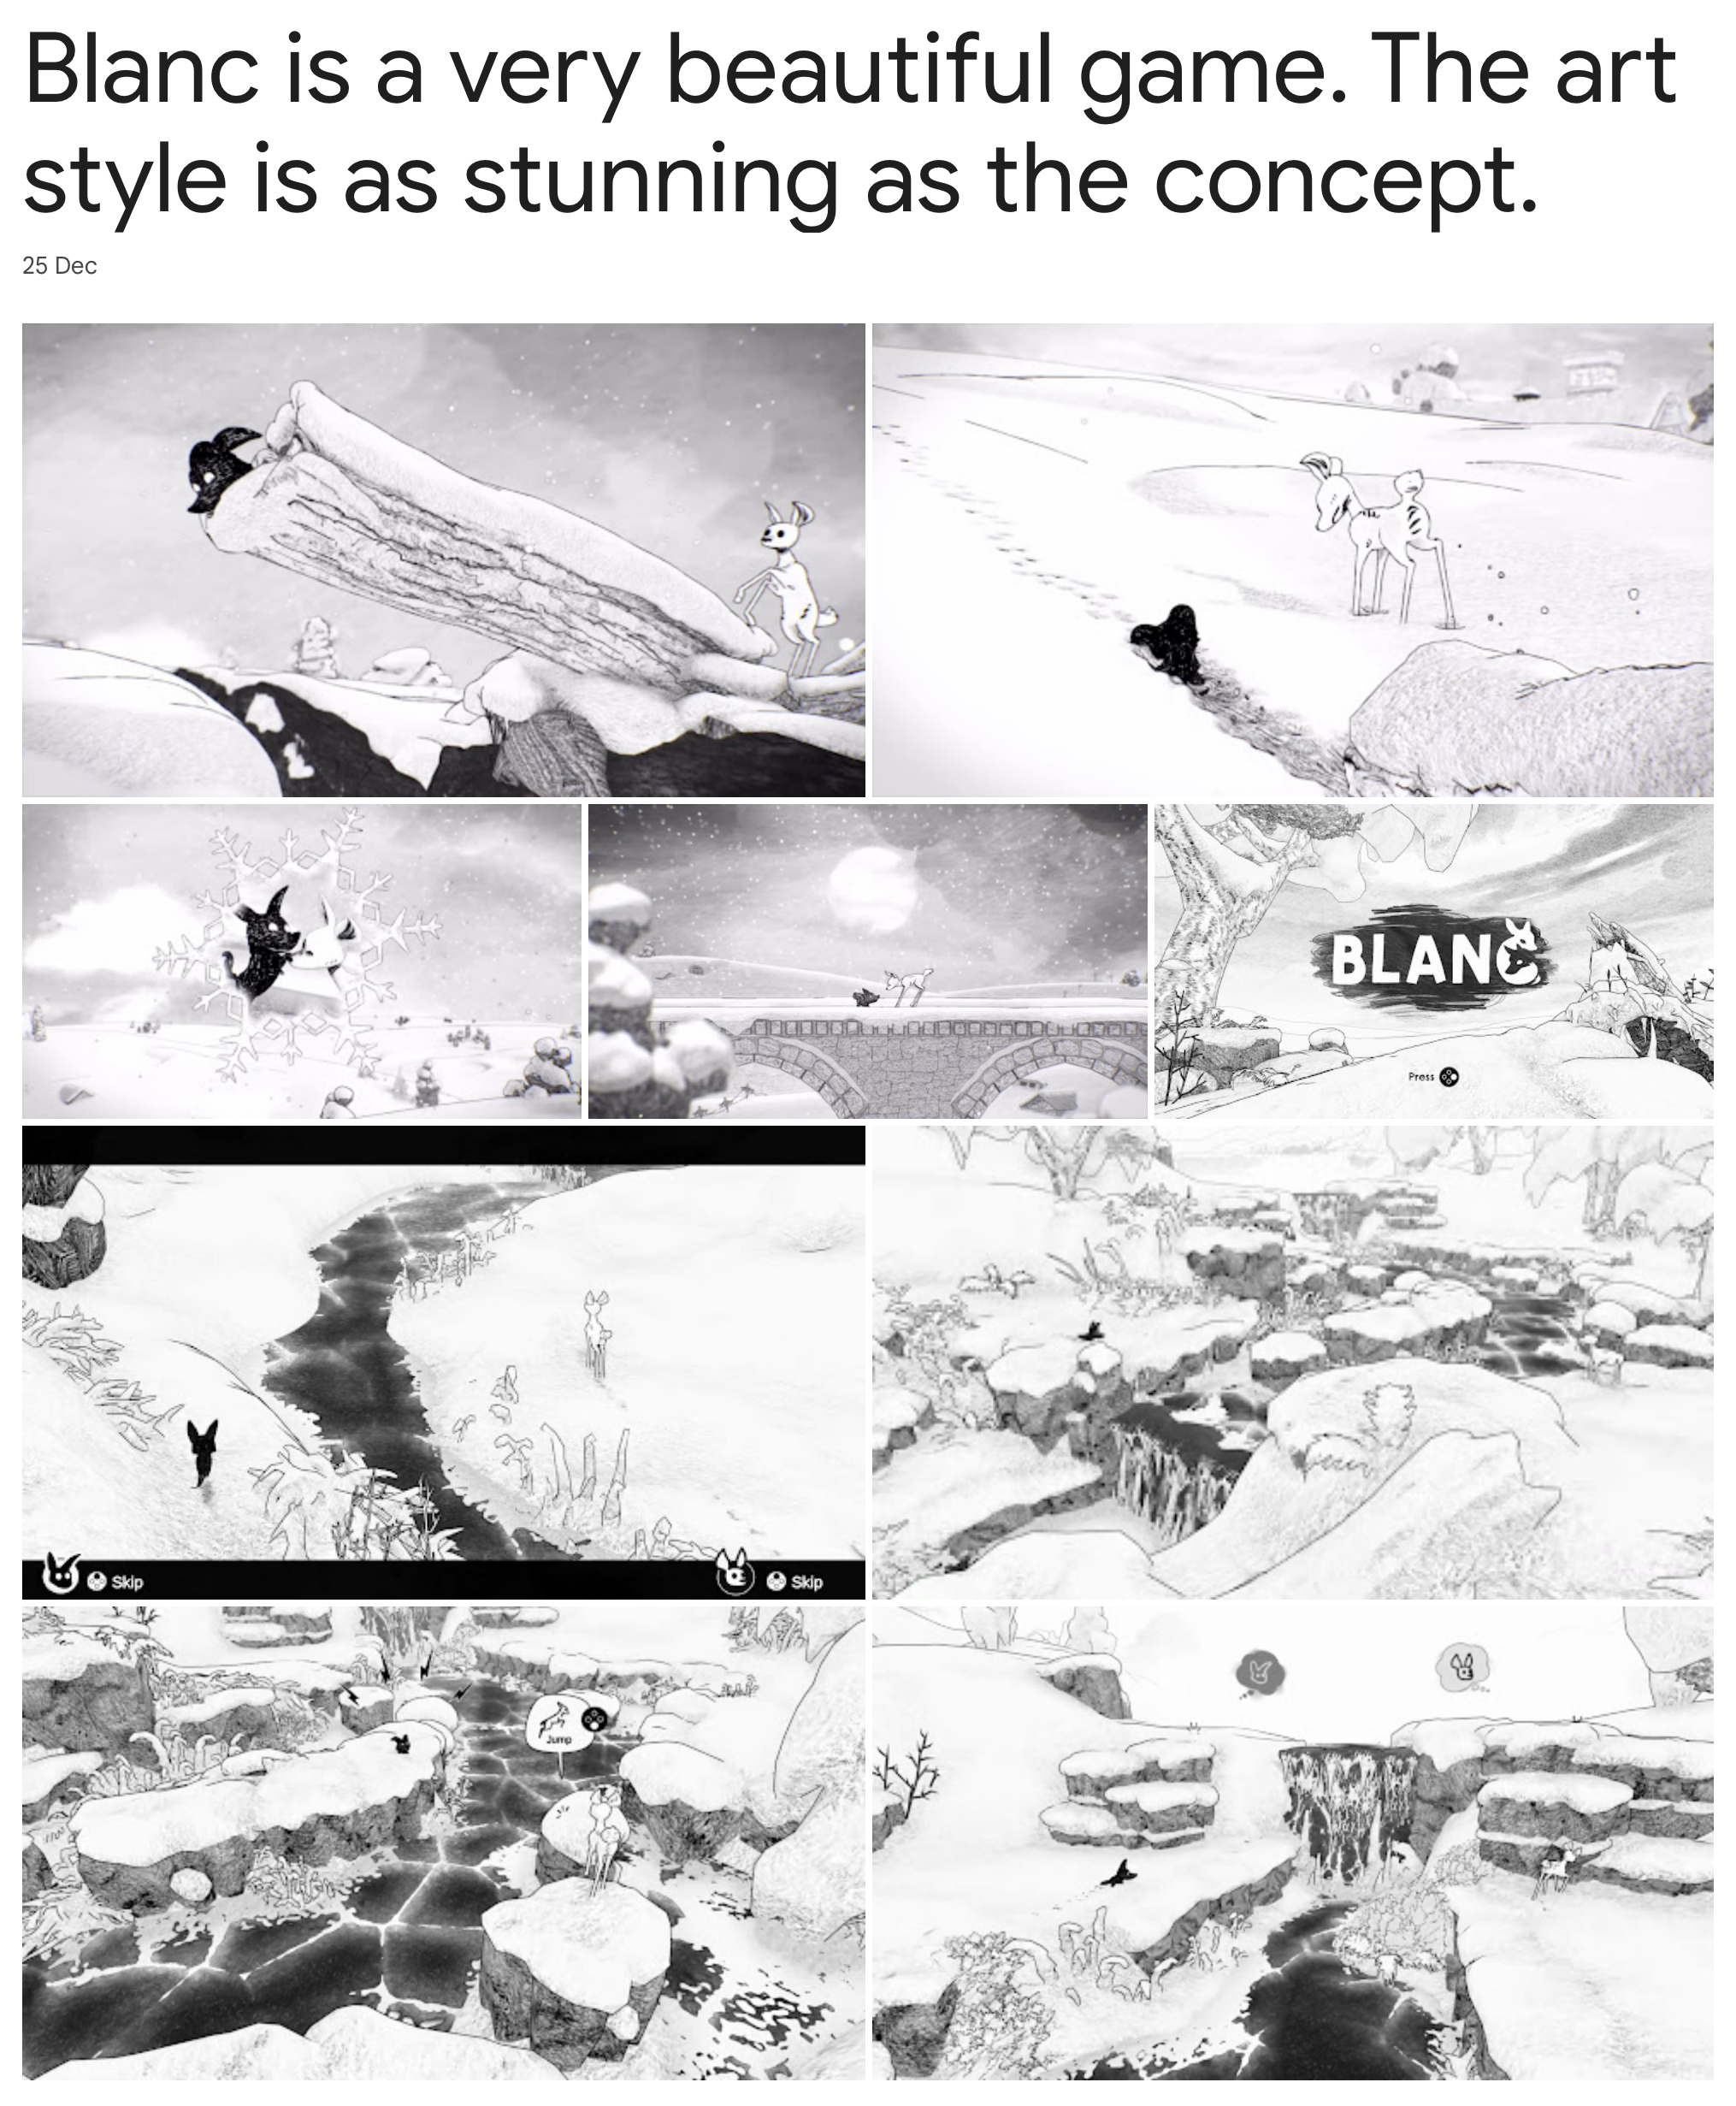 Blanc is a very beautiful game. The art
style is as stunning as the concept.
25 Dec
BLANC
Press
Skip
Skip
Jump